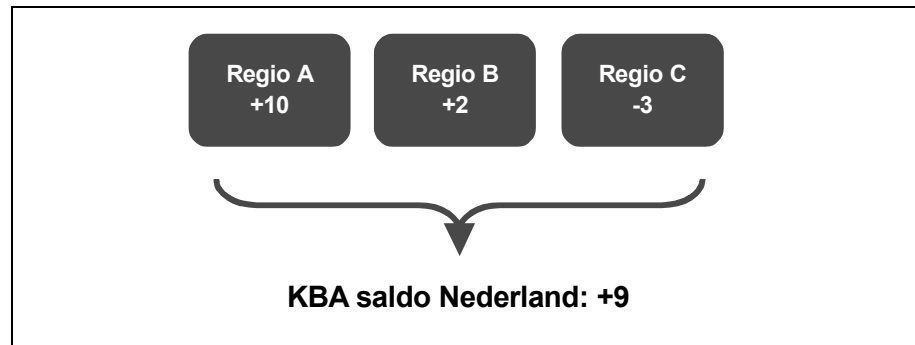 Regio A
+10
Regio B
+2
Regio C
-3
KBA saldo Nederland: +9